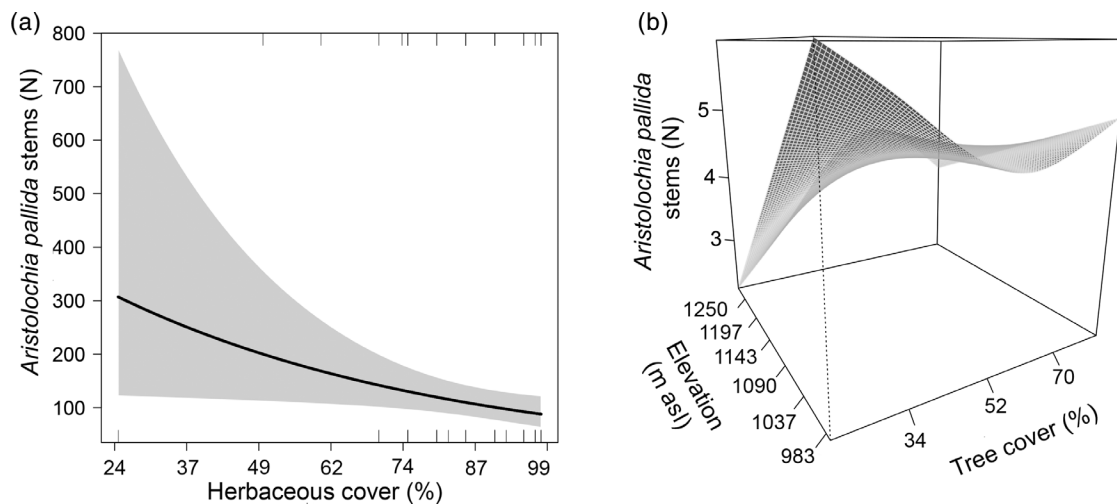 (a)
Aristolochia pallida stems (N)
800
700
600
500
400
300
200
100
24 37 49 62 74 87 99
Herbaceous cover (%)
(b)
Aristolochia pallida
stems (N)
5
4
3
1250
1197
1143
1090
1037
983
Elevation
(m asl)
34
52
70
Tree cover (%)